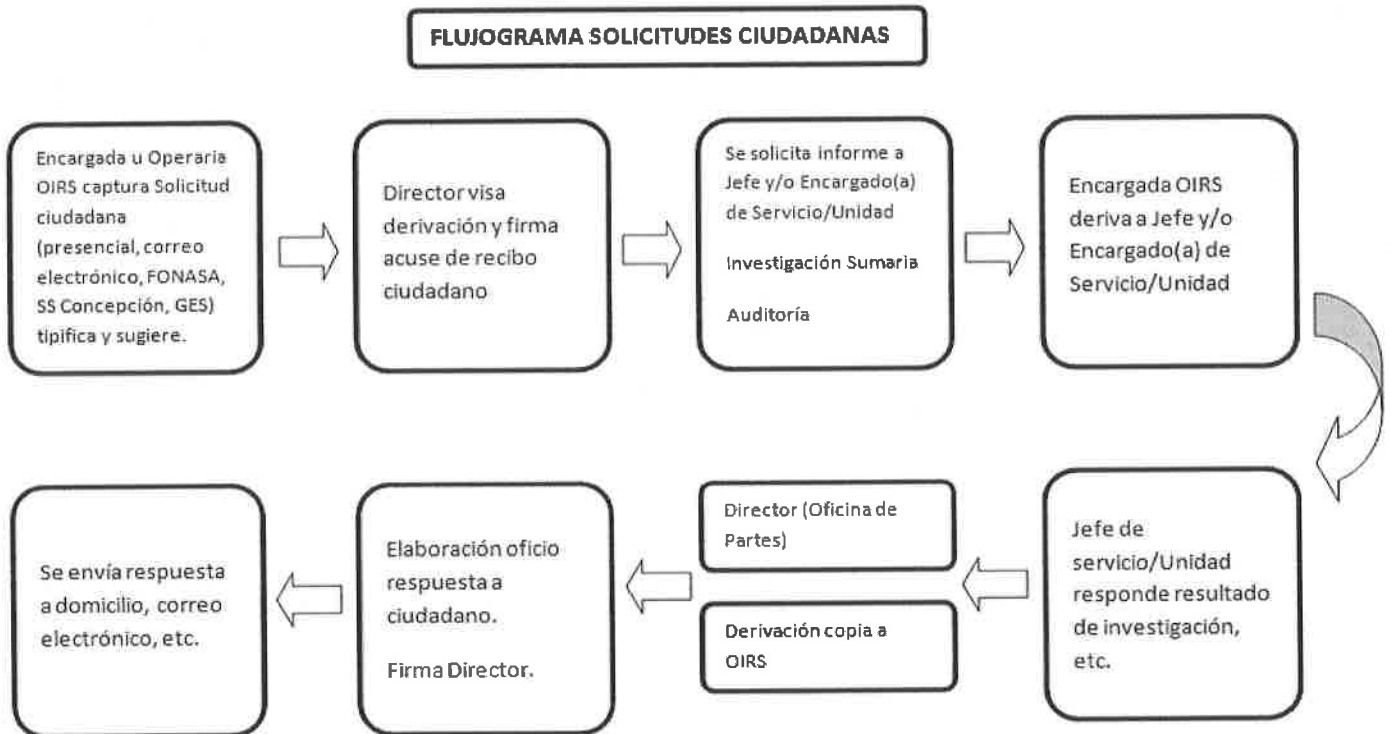 FLUJOGRAMA SOLICITUDES CIUDADANAS
Encargada u Operaria
OIRS captura Solicitud
ciudadana
(presencial, correo
electrónico, FONASA,
SS Concepción, GES)
tipifica y sugiere.
Director visa
derivación y firma
acuse de recibo
ciudadano
Se solicita informe a
Jefe y/o Encargado(a)
de Servicio/Unidad
Investigación Sumaria
Auditoría
Encargada OIRS
deriva a Jefe y/o
Encargado(a) de
Servicio/Unidad
Jefe de
servicio/Unidad
responde resultado
de investigación,
etc.
Director (Oficina de
Partes)
Derivación copia a
OIRS
Elaboración oficio
respuesta a
ciudadano.
Firma Director.
Se envía respuesta
a domicilio, correo
electrónico, etc.